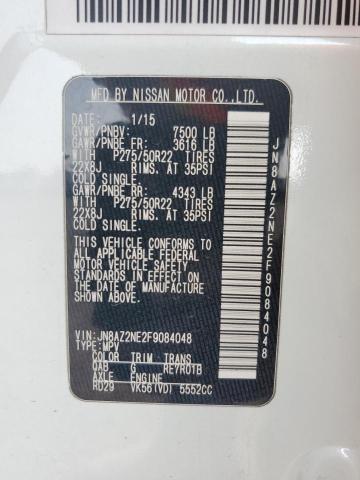 MFD BY NISSAN MOTOR CO.,LTD.
DATE: 1/15
GVWR/PNBV: 7500 LB
GAWR/PNBE FR: 3616 LB
WITH P275/50R22 TIRES
22X8J RIMS. AT 35PSI
COLD SINGLE.
GAWR/PNBE RR: 4343 LB
WITH P275/50R22 TIRES
22X8J RIMS. AT 35PSI
COLD SINGLE.
THIS VEHICLE CONFORMS TO
ALL APPLICABLE FEDERAL
MOTOR VEHICLE SAFETY
STANDARDS IN EFFECT ON
THE DATE OF MANUFACTURE
SHOWN ABOVE.
VIN: JN8AZ2NE2F9084048
TYPE: MPV
COLOR TRIM TRANS
QAB G RE7R01B
AXLE ENGINE
RD29 VK56(VD) 5552CC
JN8AZ2NE2F9084048